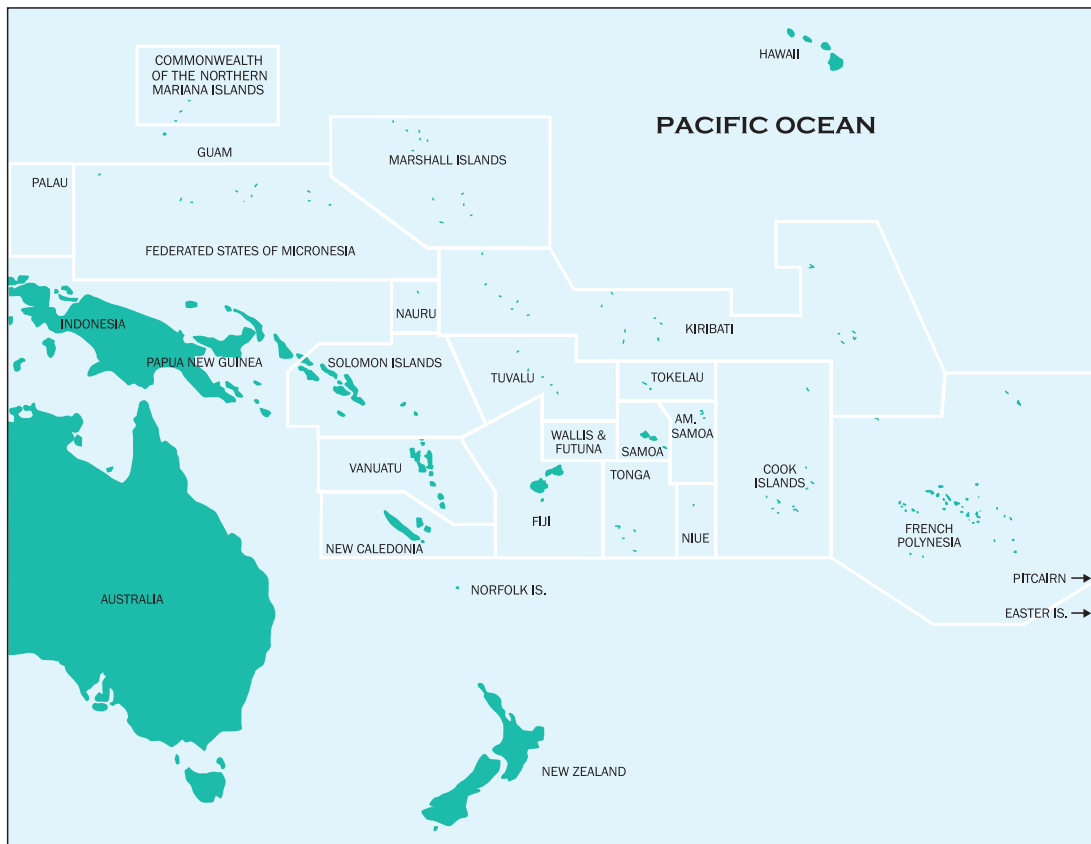 HAWAII
COMMONWEALTH
OF THE NORTHERN
MARIANA ISLANDS
PACIFIC OCEAN
GUAM
MARSHALL ISLANDS
PALAU
FEDERATED STATES OF MICRONESIA
NAURU
INDONESIA
KIRIBATI
PAPUA NEW GUINEA
SOLOMON ISLANDS
TUVALU
TOKELAU
AM.
SAMOA
WALLIS &
FUTUNA
SAMOA
VANUATU
TONGA
COOK
ISLANDS
FIJI
FRENCH
POLYNESIA
NIUE
NEW CALEDONIA
PITCAIRN
NORFOLK IS.
AUSTRALIA
EASTER IS.
NEW ZEALAND